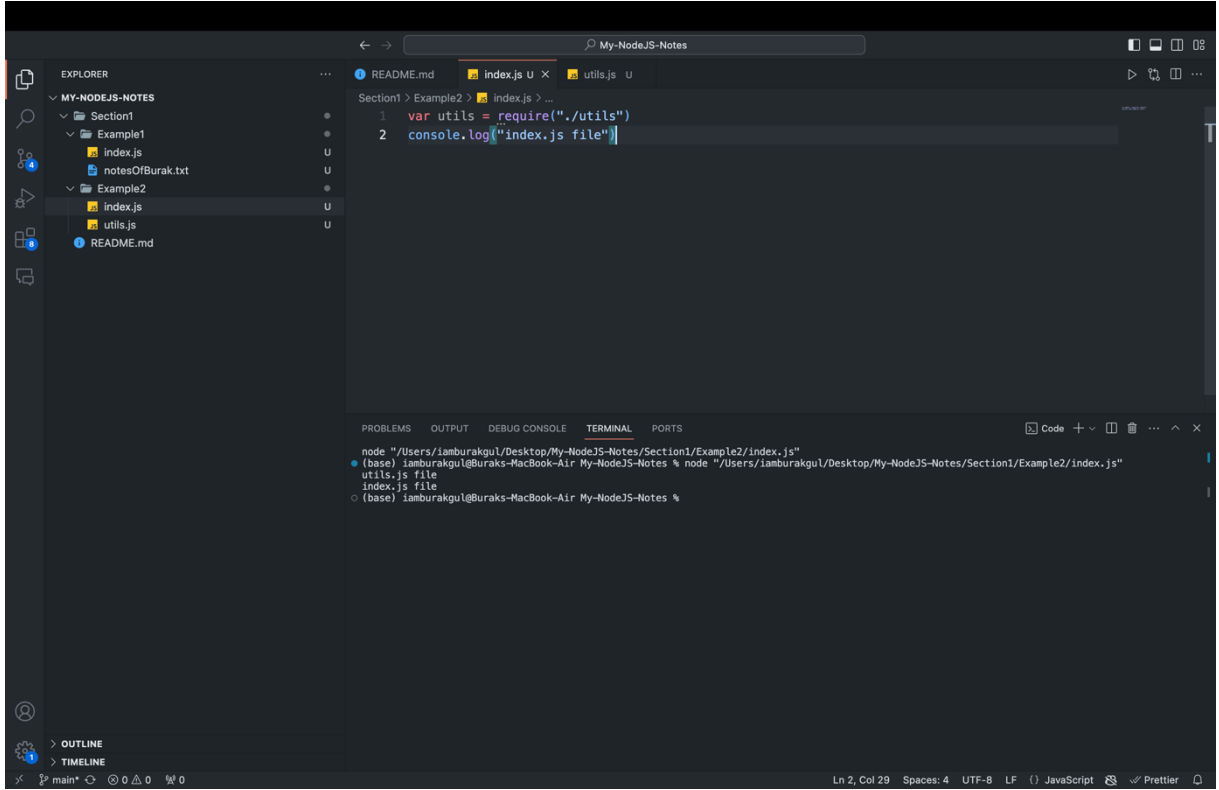 My-NodeJS-Notes
EXPLORER
README.md
index.js U
utils.js U
MY-NODEJS-NOTES
Section1
Example1
index.js U
notesOfBurak.txt U
Example2
index.js U
utils.js U
README.md
Section1 > Example2 > index.js > ...
1 var utils = require("./utils")
2 console.log("index.js file")
PROBLEMS OUTPUT DEBUG CONSOLE TERMINAL PORTS
Code
node "/Users/iamburakgul/Desktop/My-NodeJS-Notes/Section1/Example2/index.js"
(base) iamburakgul@Buraks-MacBook-Air My-NodeJS-Notes % node "/Users/iamburakgul/Desktop/My-NodeJS-Notes/Section1/Example2/index.js"
utils.js file
index.js file
(base) iamburakgul@Buraks-MacBook-Air My-NodeJS-Notes %
4
8
1
OUTLINE
TIMELINE
main* 0 0 0
Ln 2, Col 29 Spaces: 4 UTF-8 LF {} JavaScript Prettier